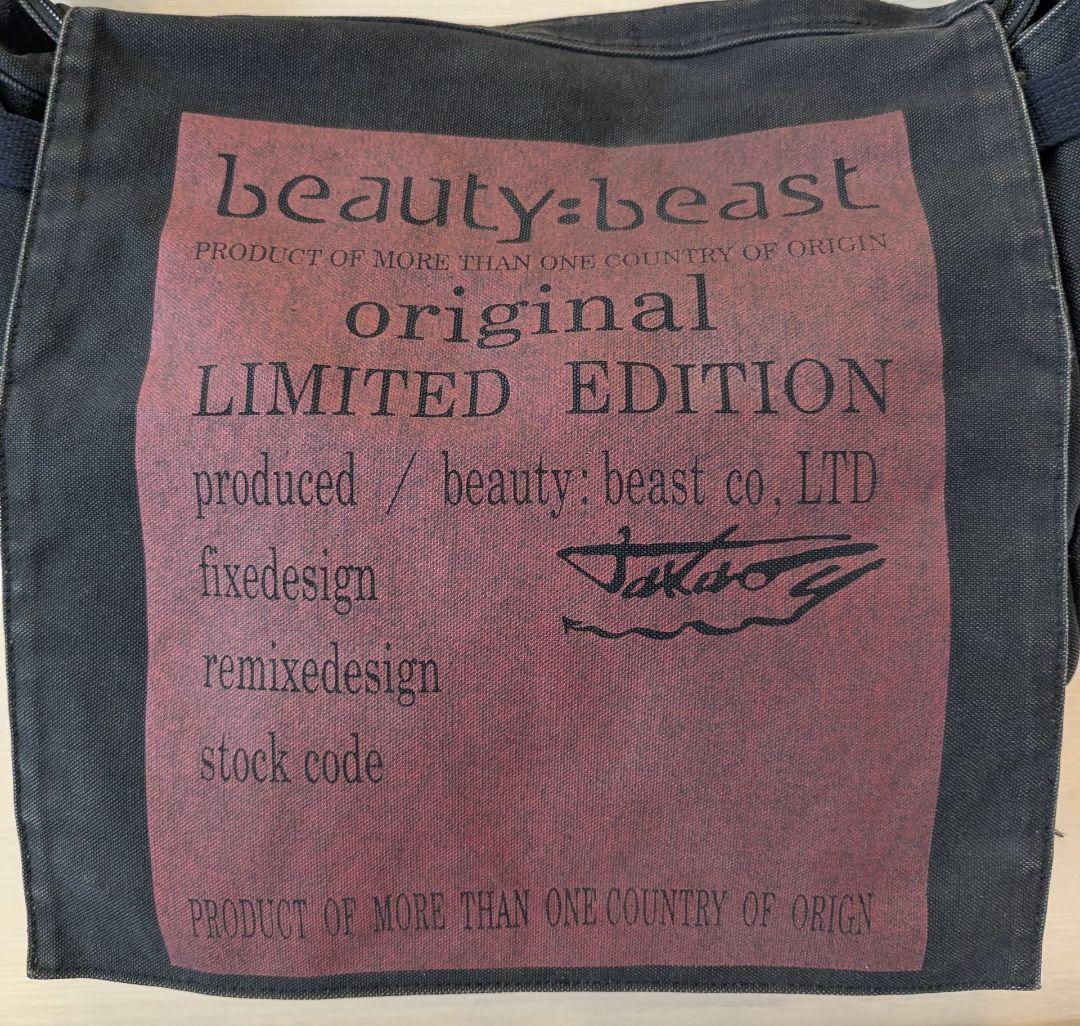 beauty:beast
PRODUCT OF MORE THAN ONE COUNTRY OF ORIGIN
original
LIMITED EDITION
produced / beauty:beast co, LTD
fixedesign
Takao Y
remixedesign
stock code
PRODUCT OF MORE THAN ONE COUNTRY OF ORIGN